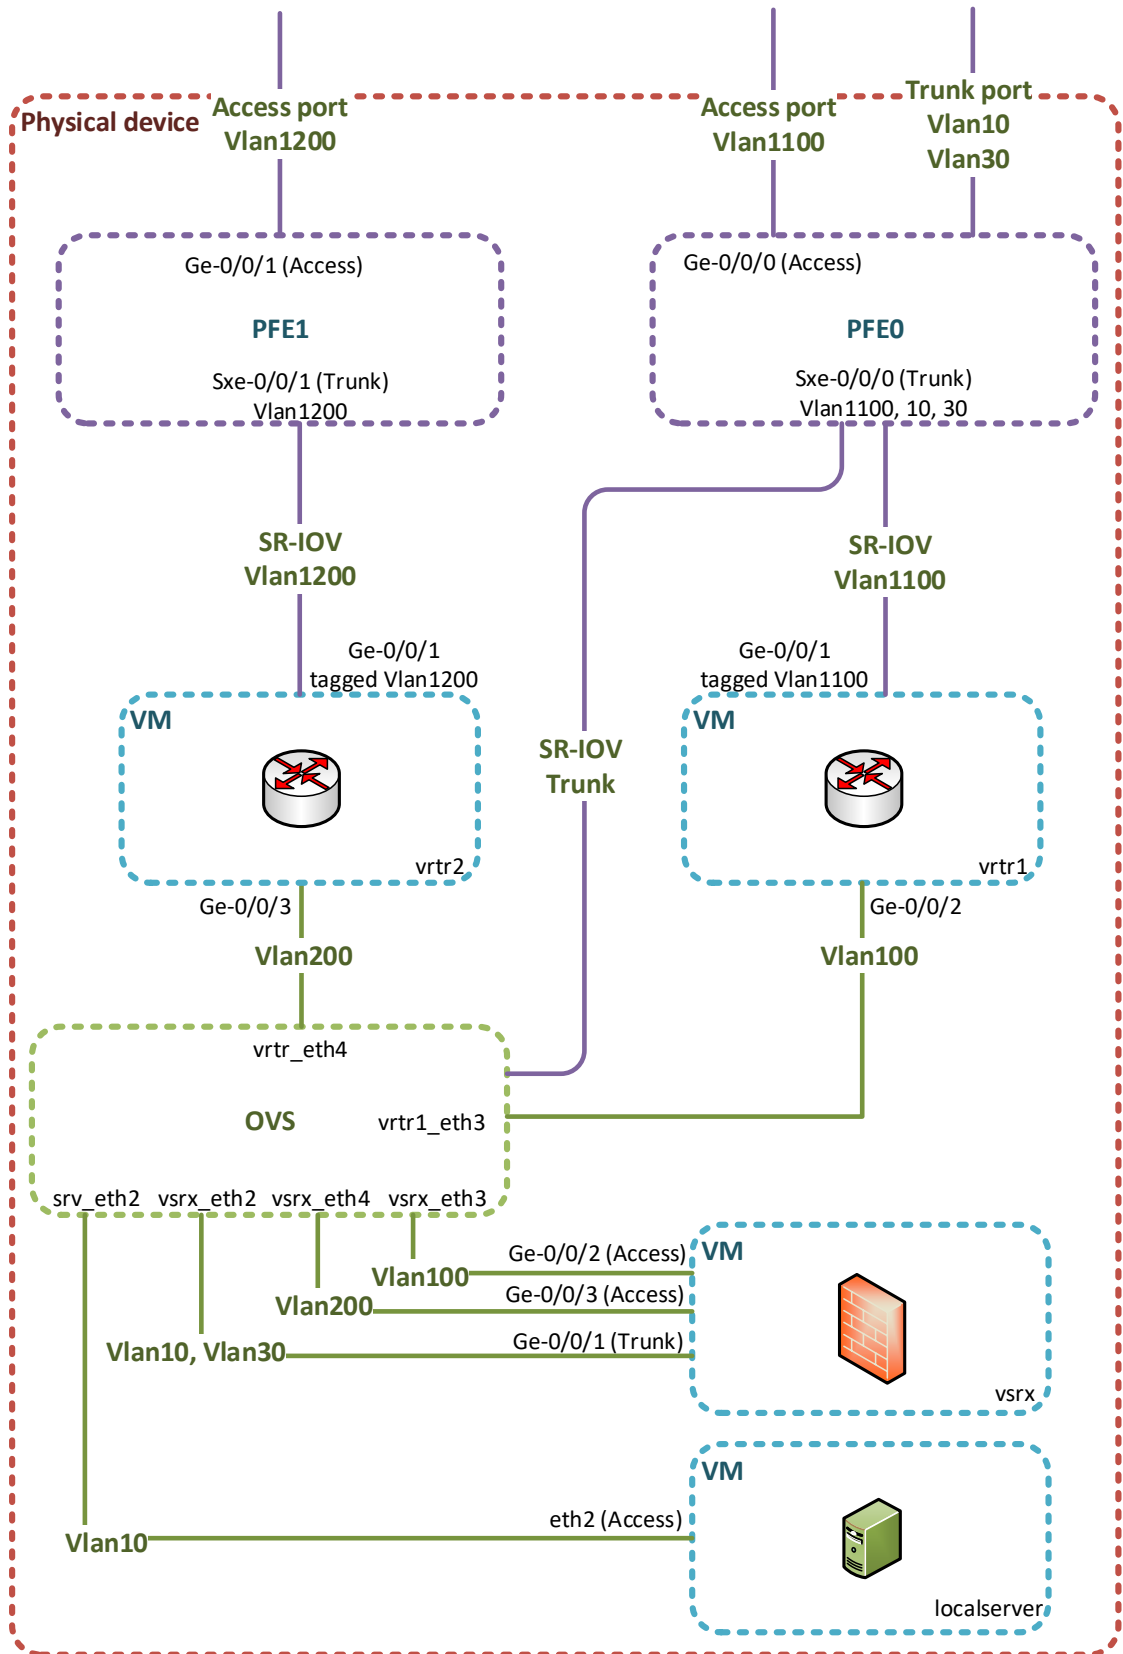 Physical device
Access port
Vlan1200
Access port
Vlan1100
Trunk port
Vlan10
Vlan30
Ge-0/0/1 (Access)
PFE1
Sxe-0/0/1 (Trunk)
Vlan1200
Ge-0/0/0 (Access)
PFE0
Sxe-0/0/0 (Trunk)
Vlan1100, 10, 30
SR-IOV
Vlan1200
SR-IOV
Vlan1100
Ge-0/0/1
tagged Vlan1200
Ge-0/0/1
tagged Vlan1100
VM
vrtr2
SR-IOV
Trunk
VM
vrtr1
Ge-0/0/3
Vlan200
Ge-0/0/2
Vlan100
vrtr_eth4
OVS
vrtr1_eth3
srv_eth2
vsrx_eth2
vsrx_eth4
vsrx_eth3
Ge-0/0/2 (Access)
Vlan100
Ge-0/0/3 (Access)
Vlan200
Ge-0/0/1 (Trunk)
Vlan10, Vlan30
VM
vsrx
VM
eth2 (Access)
Vlan10
localserver